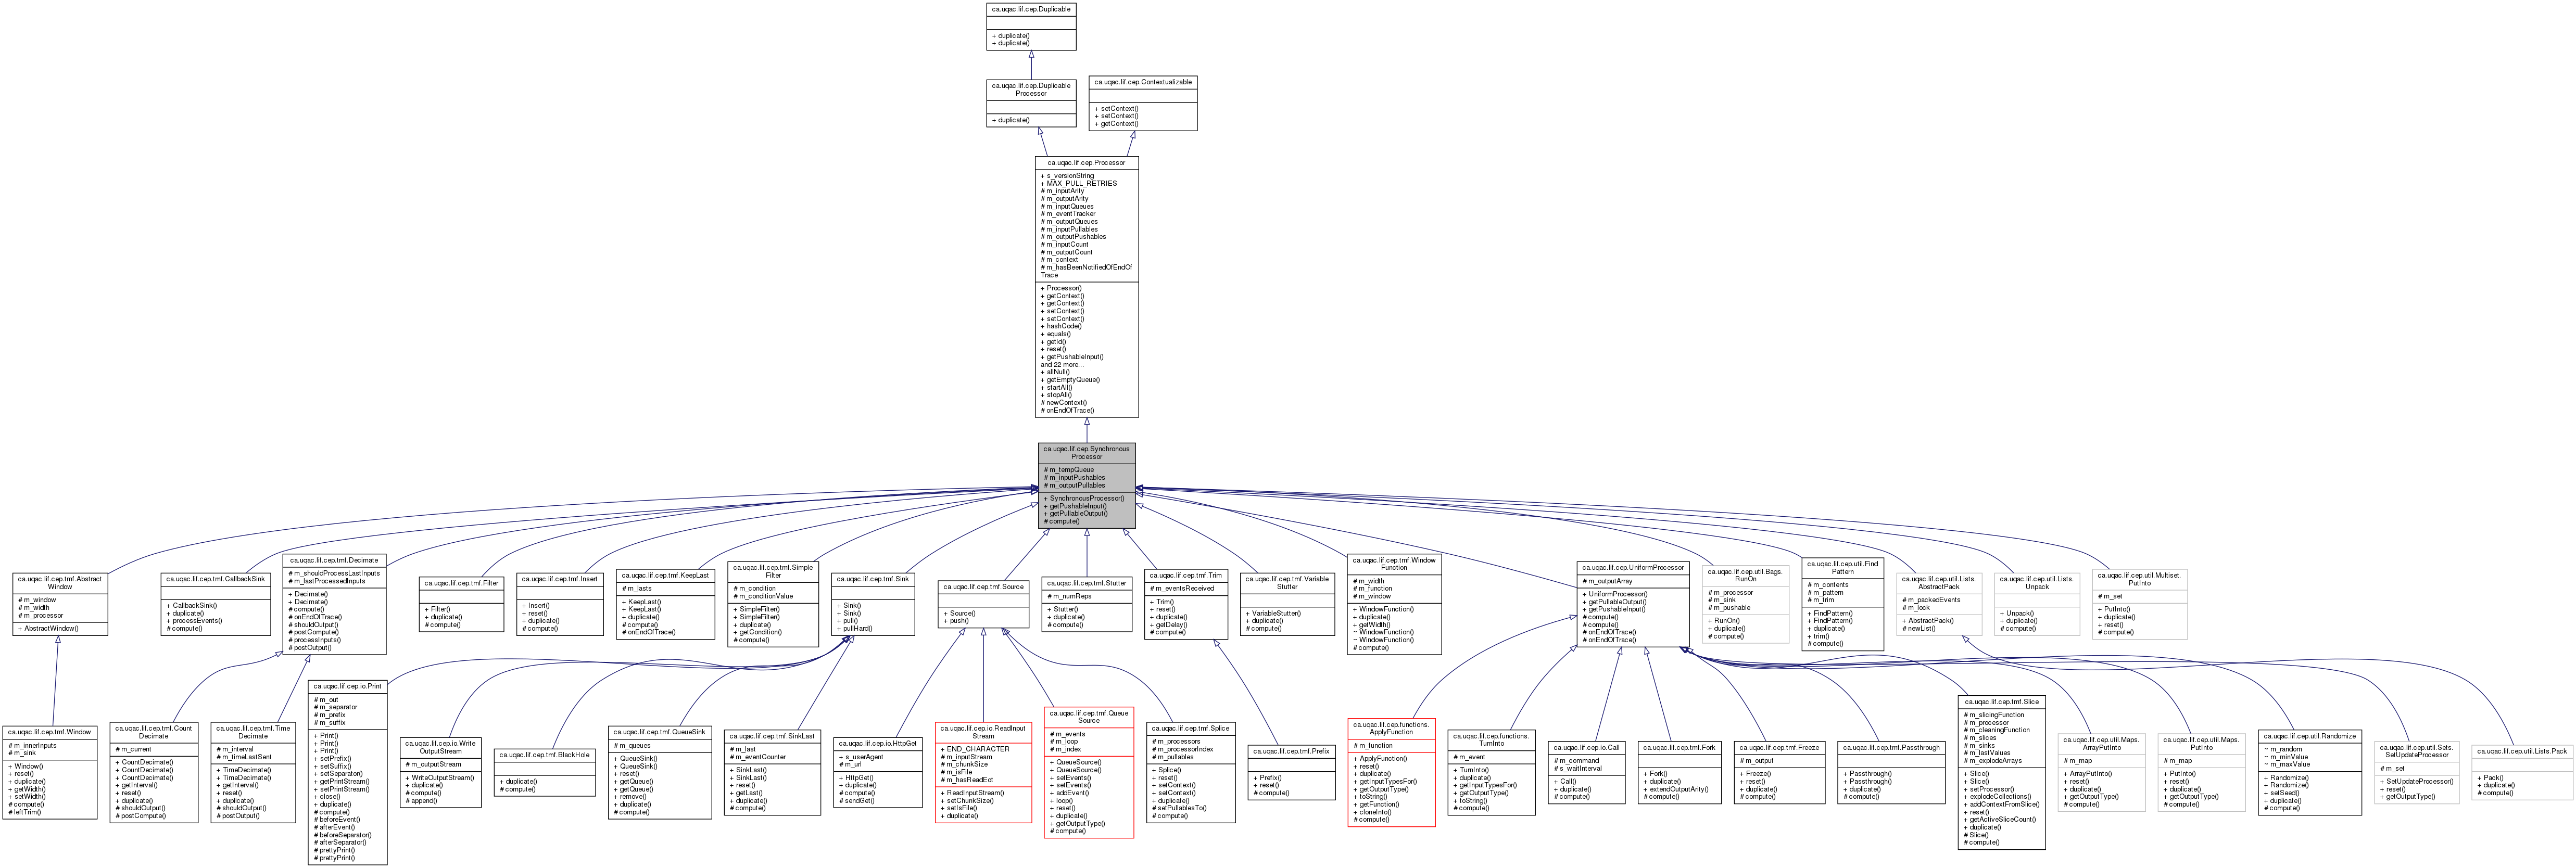 ca.uqac.lif.cep.Duplicable
+ duplicate()
+ duplicate()
ca.uqac.lif.cep.Duplicable
Processor
+ duplicate()
ca.uqac.lif.cep.Contextualizable
+ setContext()
+ setContext()
+ getContext()
ca.uqac.lif.cep.Processor
+ s_versionString
+ MAX_PULL_RETRIES
# m_inputArity
# m_outputArity
# m_inputQueues
# m_eventTracker
# m_outputQueues
# m_inputPullables
# m_outputPushables
# m_inputCount
# m_outputCount
# m_context
# m_hasBeenNotifiedOfEndOf
Trace
+ Processor()
+ getContext()
+ getContext()
+ setContext()
+ setContext()
+ hashCode()
+ equals()
+ getId()
+ reset()
+ getPushableInput()
and 22 more...
+ allNull()
+ getEmptyQueue()
+ startAll()
+ stopAll()
# newContext()
# onEndOfTrace()
ca.uqac.lif.cep.Synchronous
Processor
# m_tempQueue
# m_inputPushables
# m_outputPullables
+ SynchronousProcessor()
+ getPushableInput()
+ getPullableOutput()
# compute()
ca.uqac.lif.cep.tmf.Abstract
Window
# m_window
# m_width
# m_processor
+ AbstractWindow()
ca.uqac.lif.cep.tmf.CallbackSink
+ CallbackSink()
+ duplicate()
+ processEvents()
# compute()
ca.uqac.lif.cep.tmf.Decimate
# m_shouldProcessLastInputs
# m_lastProcessedInputs
+ Decimate()
+ Decimate()
# compute()
# onEndOfTrace()
# shouldOutput()
# postCompute()
# processInputs()
# postOutput()
ca.uqac.lif.cep.tmf.Filter
+ Filter()
+ duplicate()
# compute()
ca.uqac.lif.cep.tmf.Insert
+ Insert()
+ reset()
+ duplicate()
# compute()
ca.uqac.lif.cep.tmf.KeepLast
# m_lasts
+ KeepLast()
+ KeepLast()
+ duplicate()
# compute()
# onEndOfTrace()
ca.uqac.lif.cep.tmf.Simple
Filter
# m_condition
# m_conditionValue
+ SimpleFilter()
+ SimpleFilter()
+ duplicate()
+ getCondition()
# compute()
ca.uqac.lif.cep.tmf.Sink
+ Sink()
+ Sink()
+ pull()
+ pullHard()
ca.uqac.lif.cep.tmf.Source
+ Source()
+ push()
ca.uqac.lif.cep.tmf.Stutter
# m_numReps
+ Stutter()
+ duplicate()
# compute()
ca.uqac.lif.cep.tmf.Trim
# m_eventsReceived
+ Trim()
+ reset()
+ duplicate()
+ getDelay()
# compute()
ca.uqac.lif.cep.tmf.Variable
Stutter
+ VariableStutter()
+ duplicate()
# compute()
ca.uqac.lif.cep.tmf.Window
Function
# m_width
# m_function
# m_window
+ WindowFunction()
+ duplicate()
+ getWidth()
~ WindowFunction()
~ WindowFunction()
# compute()
ca.uqac.lif.cep.UniformProcessor
# m_outputArray
+ UniformProcessor()
+ getPullableOutput()
+ getPushableInput()
# compute()
# compute()
# onEndOfTrace()
# onEndOfTrace()
ca.uqac.lif.cep.util.Bags.
RunOn
# m_processor
# m_sink
# m_pushable
+ RunOn()
+ duplicate()
# compute()
ca.uqac.lif.cep.util.Find
Pattern
# m_contents
# m_pattern
# m_trim
+ FindPattern()
+ FindPattern()
+ duplicate()
+ trim()
# compute()
ca.uqac.lif.cep.util.Lists.
AbstractPack
# m_packedEvents
# m_lock
+ AbstractPack()
# newList()
ca.uqac.lif.cep.util.Lists.
Unpack
+ Unpack()
+ duplicate()
# compute()
ca.uqac.lif.cep.util.Multiset.
PutInto
# m_set
+ PutInto()
+ duplicate()
+ reset()
# compute()
ca.uqac.lif.cep.tmf.Window
# m_innerInputs
# m_sink
+ Window()
+ reset()
+ duplicate()
+ getWidth()
+ setWidth()
# compute()
# leftTrim()
ca.uqac.lif.cep.tmf.Count
Decimate
# m_current
+ CountDecimate()
+ CountDecimate()
+ CountDecimate()
+ getInterval()
+ reset()
+ duplicate()
# shouldOutput()
# postCompute()
ca.uqac.lif.cep.tmf.Time
Decimate
# m_interval
# m_timeLastSent
+ TimeDecimate()
+ TimeDecimate()
+ getInterval()
+ reset()
+ duplicate()
# shouldOutput()
# postOutput()
ca.uqac.lif.cep.io.Print
# m_out
# m_separator
# m_prefix
# m_suffix
+ Print()
+ Print()
+ Print()
+ setPrefix()
+ setSuffix()
+ setSeparator()
+ getPrintStream()
+ setPrintStream()
+ close()
+ duplicate()
# compute()
# beforeEvent()
# afterEvent()
# beforeSeparator()
# afterSeparator()
# prettyPrint()
# prettyPrint()
ca.uqac.lif.cep.io.Write
OutputStream
# m_outputStream
+ WriteOutputStream()
+ duplicate()
# compute()
# append()
ca.uqac.lif.cep.tmf.BlackHole
+ duplicate()
# compute()
ca.uqac.lif.cep.tmf.QueueSink
# m_queues
+ QueueSink()
+ QueueSink()
+ reset()
+ getQueue()
+ getQueue()
+ remove()
+ duplicate()
# compute()
ca.uqac.lif.cep.tmf.SinkLast
# m_last
# m_eventCounter
+ SinkLast()
+ SinkLast()
+ reset()
+ getLast()
+ duplicate()
# compute()
ca.uqac.lif.cep.io.HttpGet
+ s_userAgent
# m_url
+ HttpGet()
+ duplicate()
# compute()
# sendGet()
ca.uqac.lif.cep.io.ReadInput
Stream
+ END_CHARACTER
# m_inputStream
# m_chunkSize
# m_isFile
# m_hasReadEot
+ ReadInputStream()
+ setChunkSize()
+ setIsFile()
+ duplicate()
ca.uqac.lif.cep.tmf.Queue
Source
# m_events
# m_loop
# m_index
+ QueueSource()
+ QueueSource()
+ setEvents()
+ setEvents()
+ addEvent()
+ loop()
+ reset()
+ duplicate()
+ getOutputType()
# compute()
ca.uqac.lif.cep.tmf.Splice
# m_processors
# m_processorIndex
# m_pullables
+ Splice()
+ reset()
+ setContext()
+ setContext()
+ duplicate()
# setPullablesTo()
# compute()
ca.uqac.lif.cep.tmf.Prefix
+ Prefix()
+ reset()
# compute()
ca.uqac.lif.cep.functions.
ApplyFunction
# m_function
+ ApplyFunction()
+ reset()
+ duplicate()
+ getInputTypesFor()
+ getOutputType()
+ toString()
+ getFunction()
+ cloneInto()
# compute()
ca.uqac.lif.cep.functions.
TurnInto
# m_event
+ TurnInto()
+ duplicate()
+ getInputTypesFor()
+ getOutputType()
+ toString()
# compute()
ca.uqac.lif.cep.io.Call
# m_command
# s_waitInterval
+ Call()
+ duplicate()
# compute()
ca.uqac.lif.cep.tmf.Fork
+ Fork()
+ duplicate()
+ extendOutputArity()
# compute()
ca.uqac.lif.cep.tmf.Freeze
# m_output
+ Freeze()
+ reset()
+ duplicate()
# compute()
ca.uqac.lif.cep.tmf.Passthrough
+ Passthrough()
+ Passthrough()
+ duplicate()
# compute()
ca.uqac.lif.cep.tmf.Slice
# m_slicingFunction
# m_processor
# m_cleaningFunction
# m_slices
# m_sinks
# m_lastValues
# m_explodeArrays
+ Slice()
+ Slice()
+ setProcessor()
+ explodeCollections()
+ addContextFromSlice()
+ reset()
+ getActiveSliceCount()
+ duplicate()
# Slice()
# compute()
ca.uqac.lif.cep.util.Maps.
ArrayPutInto
# m_map
+ ArrayPutInto()
+ reset()
+ duplicate()
+ getOutputType()
# compute()
ca.uqac.lif.cep.util.Maps.
PutInto
# m_map
+ PutInto()
+ reset()
+ duplicate()
+ getOutputType()
# compute()
ca.uqac.lif.cep.util.Randomize
~ m_random
~ m_minValue
~ m_maxValue
+ Randomize()
+ Randomize()
+ setSeed()
+ duplicate()
# compute()
ca.uqac.lif.cep.util.Sets.
SetUpdateProcessor
# m_set
+ SetUpdateProcessor()
+ reset()
+ getOutputType()
ca.uqac.lif.cep.util.Lists.Pack
+ Pack()
+ duplicate()
# compute()